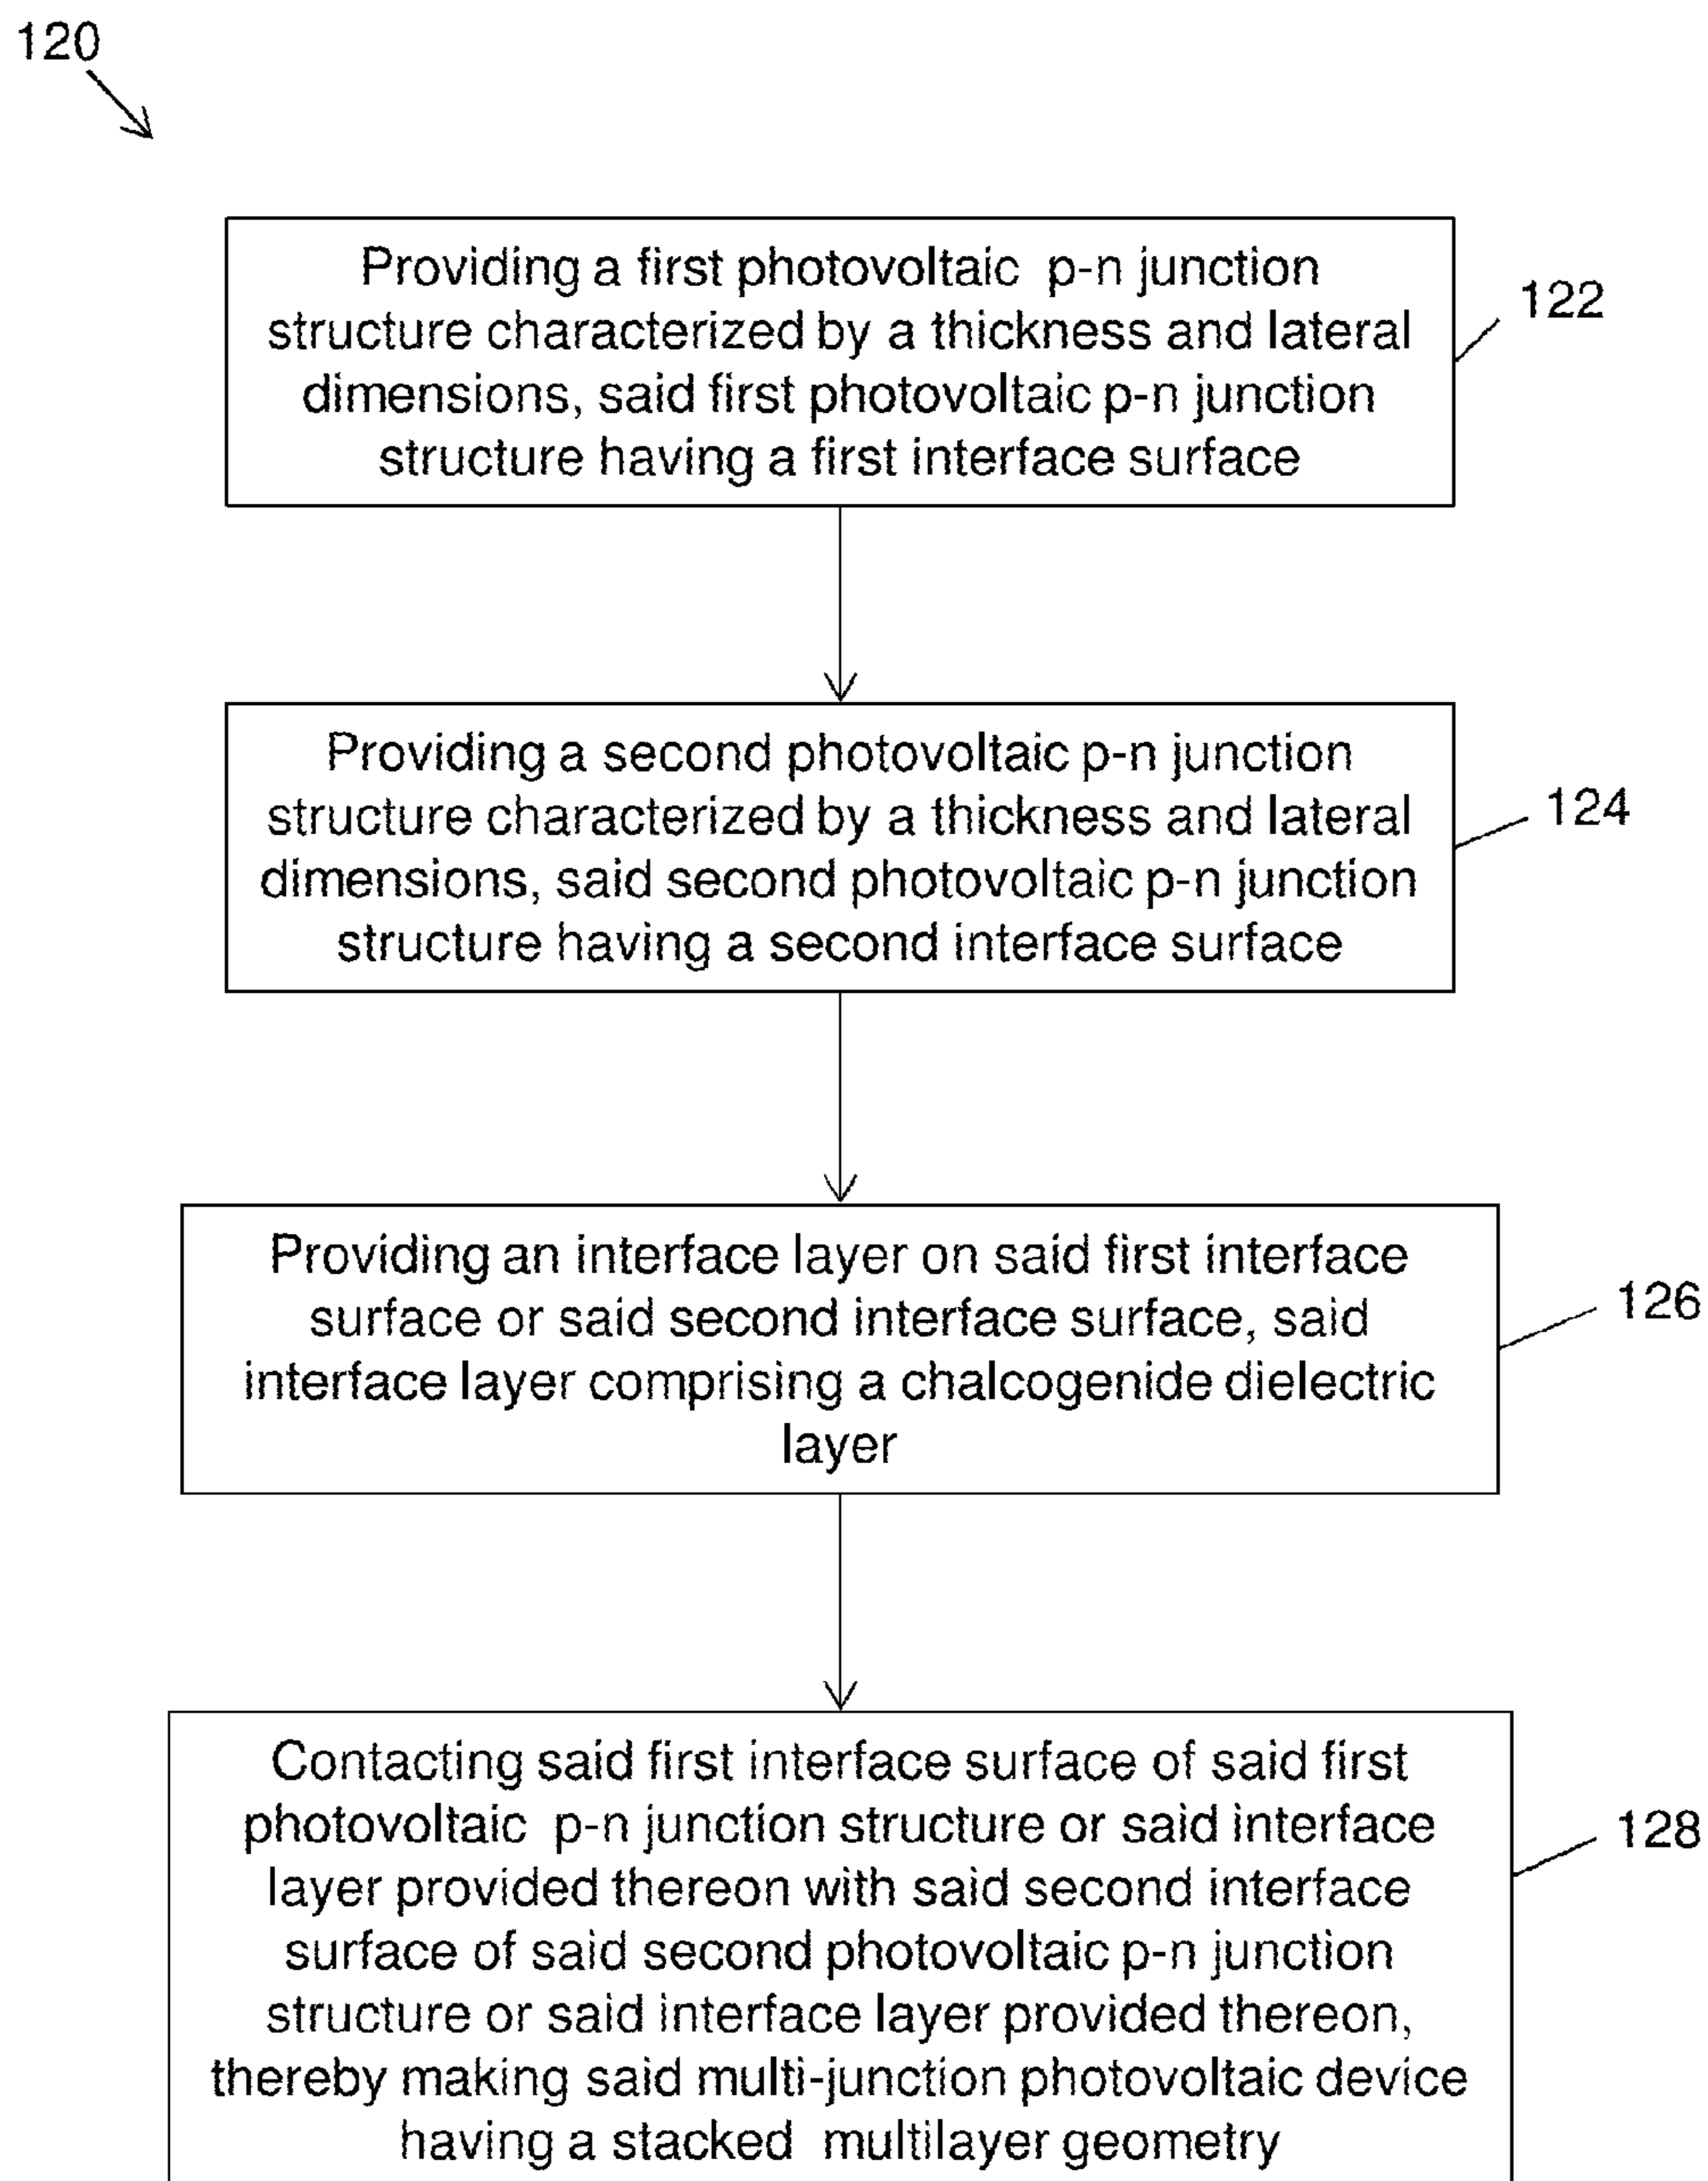 120
Providing a first photovoltaic p-n junction
structure characterized by a thickness and lateral
dimensions, said first photovoltaic p-n junction
structure having a first interface surface
122
Providing a second photovoltaic p-n junction
structure characterized by a thickness and lateral
dimensions, said second photovoltaic p-n junction
structure having a second interface surface
124
Providing an interface layer on said first interface
surface or said second interface surface, said
interface layer comprising a chalcogenide dielectric
layer
126
Contacting said first interface surface of said first
photovoltaic p-n junction structure or said interface
layer provided thereon with said second interface
surface of said second photovoltaic p-n junction
structure or said interface layer provided thereon,
thereby making said multi-junction photovoltaic device
having a stacked multilayer geometry
128